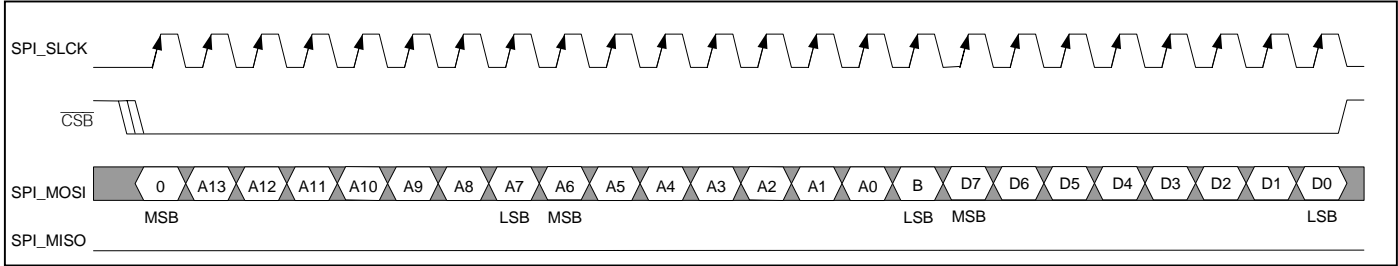 SPI_SLCK
CSB
SPI_MOSI 0 A13 A12 A11 A10 A9 A8 A7 A6 A5 A4 A3 A2 A1 A0 B D7 D6 D5 D4 D3 D2 D1 D0
MSB LSB MSB LSB MSB LSB
SPI_MISO